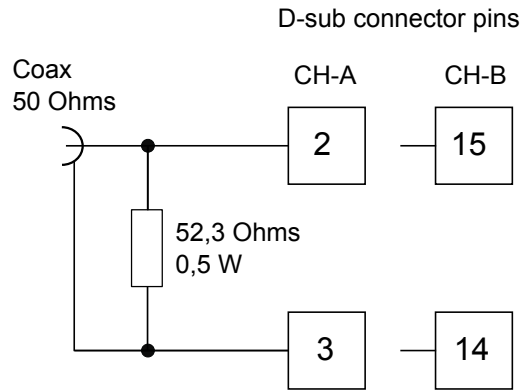 D-sub connector pins
Coax
50 Ohms
CH-A
CH-B
2
15
52,3 Ohms
0,5 W
3
14